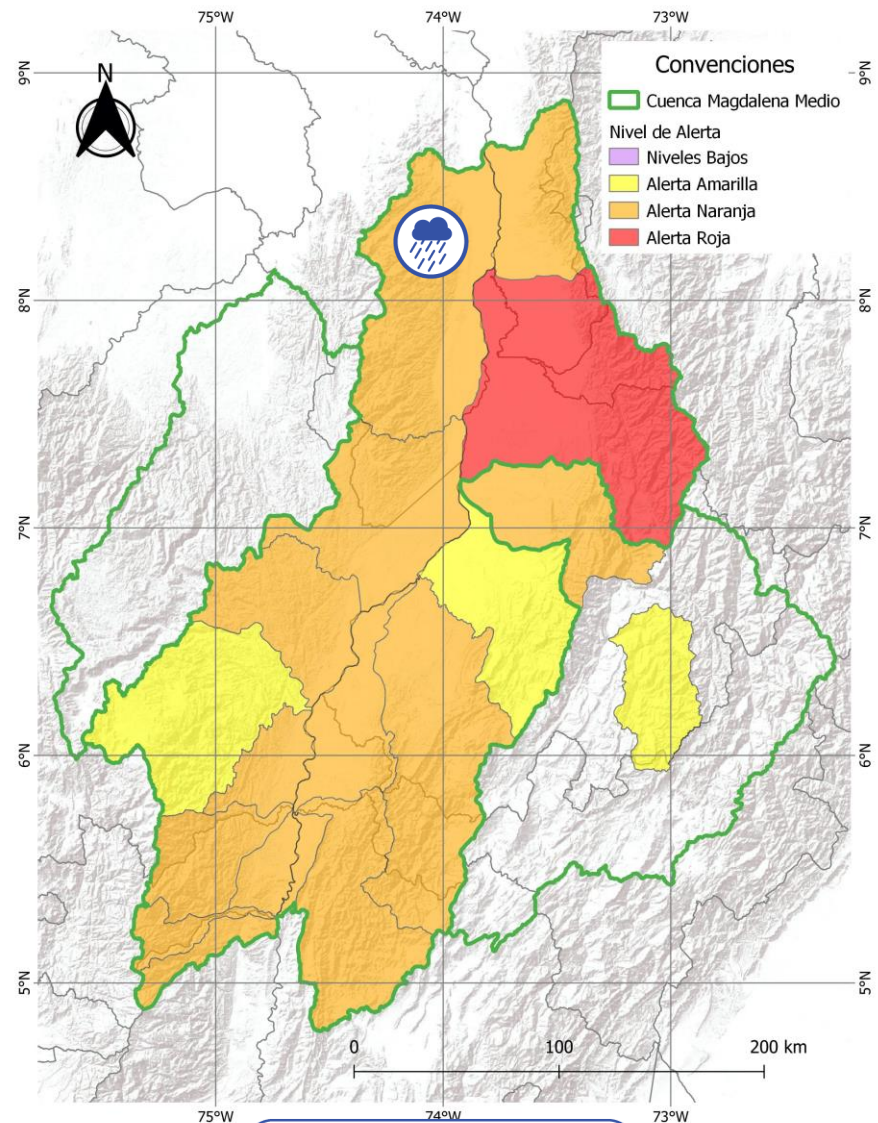 75°W 74°W 73°W
N
Convenciones
Cuenca Magdalena Medio
Nivel de Alerta
Niveles Bajos
Alerta Amarilla
Alerta Naranja
Alerta Roja
9°N 9°N
8°N 8°N
7°N 7°N
6°N 6°N
5°N 5°N
0 100 200 km
75°W 74°W 73°W